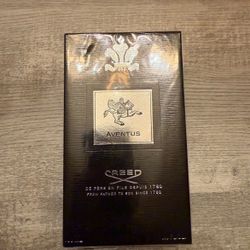 AVENTUS
CREED
DE PÈRE EN FILS DEPUIS 1760
FROM FATHER TO SON SINCE 1760